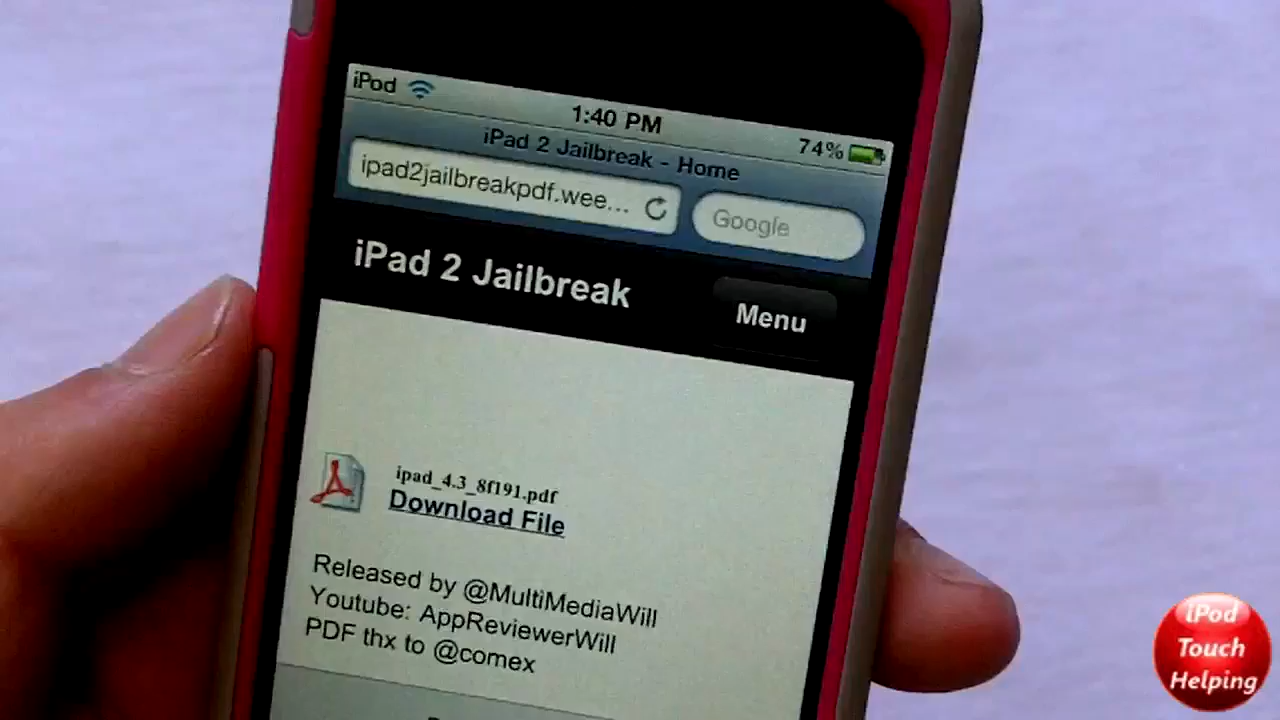 iPod
1:40 PM
74%
iPad 2 Jailbreak - Home
ipad2jailbreakpdf.wee...
Google
iPad 2 Jailbreak
Menu
ipad_4.3_8f191.pdf
Download File
Released by @MultiMediaWill
Youtube: AppReviewerWill
PDF thx to @comex
iPod
Touch
Helping